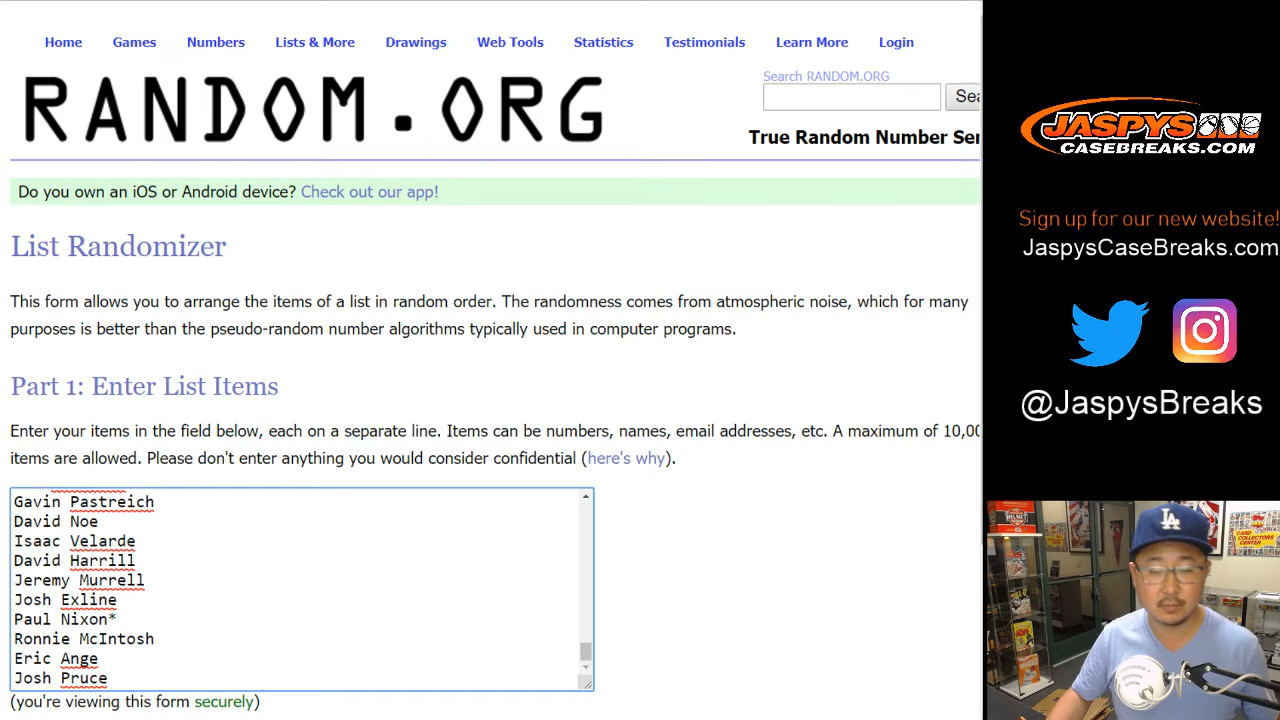 Home Games Numbers Lists & More Drawings Web Tools Statistics Testimonials Learn More Login
RANDOM.ORG
Search RANDOM.ORG
True Random Number Ser
Do you own an iOS or Android device? Check out our app!
List Randomizer
This form allows you to arrange the items of a list in random order. The randomness comes from atmospheric noise, which for many
purposes is better than the pseudo-random number algorithms typically used in computer programs.
Part 1: Enter List Items
Enter your items in the field below, each on a separate line. Items can be numbers, names, email addresses, etc. A maximum of 10,00
items are allowed. Please don't enter anything you would consider confidential (here's why).
Gavin Pastreich
David Noe
Isaac Velarde
David Harrill
Jeremy Murrell
Josh Exline
Paul Nixon*
Ronnie McIntosh
Eric Ange
Josh Pruce
(you're viewing this form securely)
JASPYS
CASEBREAKS.COM
Sign up for our new website!
JaspysCaseBreaks.com
@JaspysBreaks
LA